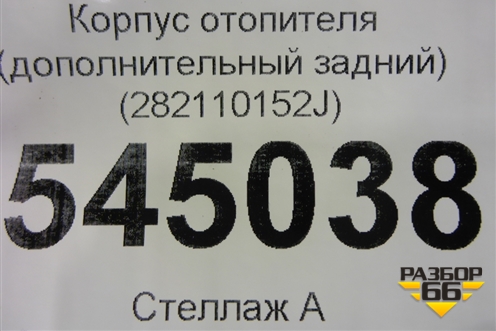 Корпус отопителя
(дополнительный задний)
(282110152J)
545038
РАЗБОР
66
Стеллаж А